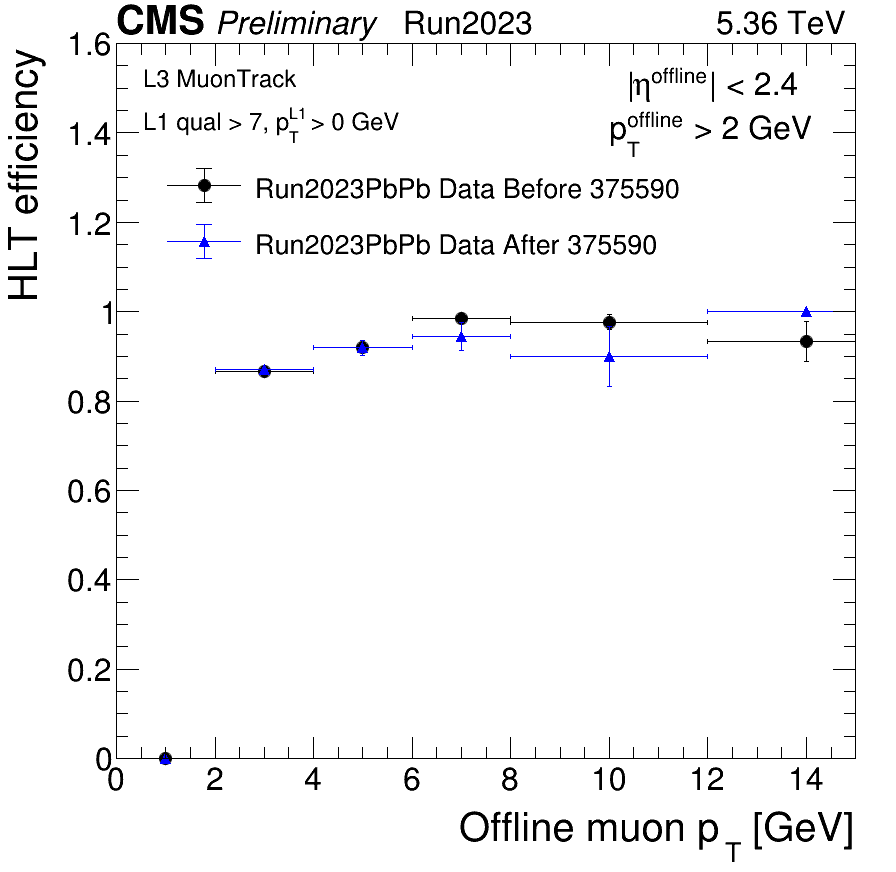 CMS Preliminary Run2023 5.36 TeV
L3 MuonTrack
|η^offline| < 2.4
L1 qual > 7, p_T^L1 > 0 GeV
p_T^offline > 2 GeV
Run2023PbPb Data Before 375590
Run2023PbPb Data After 375590
HLT efficiency
1.6
1.4
1.2
1
0.8
0.6
0.4
0.2
0
0 2 4 6 8 10 12 14
Offline muon p_T [GeV]